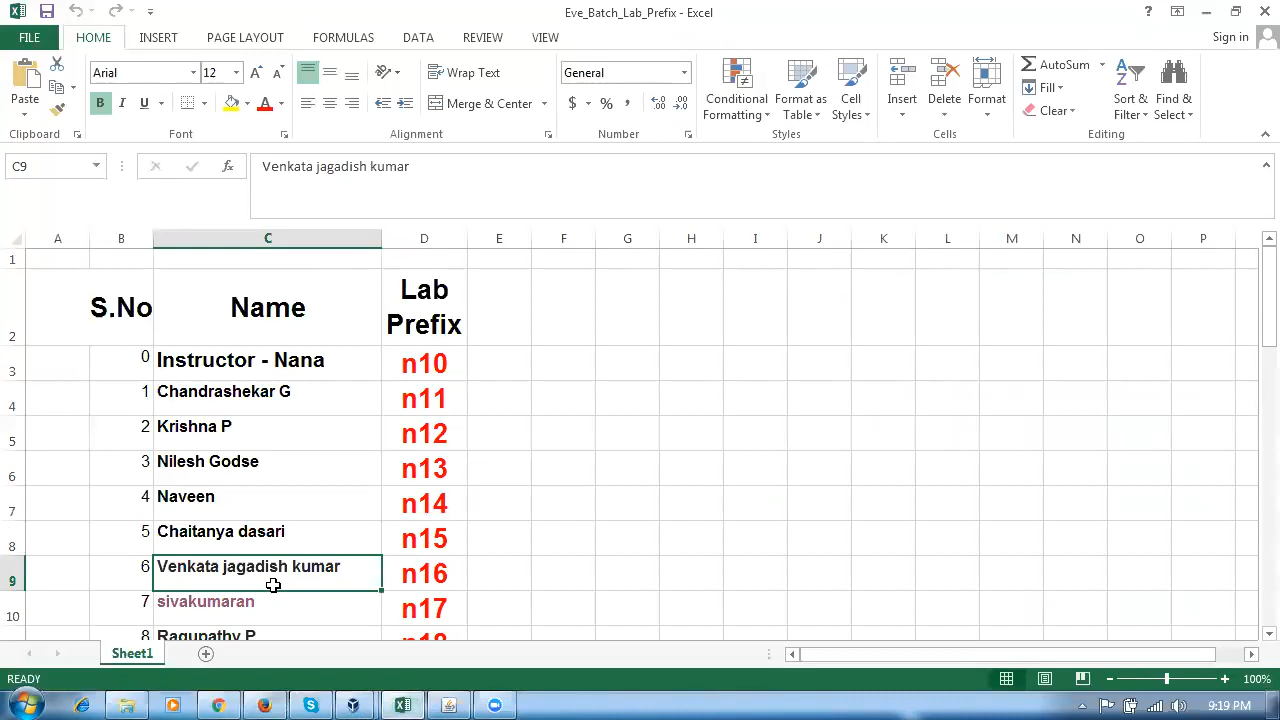 Eve_Batch_Lab_Prefix - Excel
FILE HOME INSERT PAGE LAYOUT FORMULAS DATA REVIEW VIEW Sign in
Paste Arial 12 Wrap Text General Conditional Formatting Format as Table Cell Styles Insert Delete Format AutoSum Sort & Filter Find & Select
B I U Merge & Center $ % , Fill
Clear
Clipboard Font Alignment Number Styles Cells Editing
C9 fx Venkata jagadish kumar
A B C D E F G H I J K L M N O P
1
2 S.No Name Lab Prefix
3 0 Instructor - Nana n10
4 1 Chandrashekar G n11
5 2 Krishna P n12
6 3 Nilesh Godse n13
7 4 Naveen n14
8 5 Chaitanya dasari n15
9 6 Venkata jagadish kumar n16
10 7 sivakumaran n17
8 Ragupathy P n18
Sheet1
READY 100%
9:19 PM